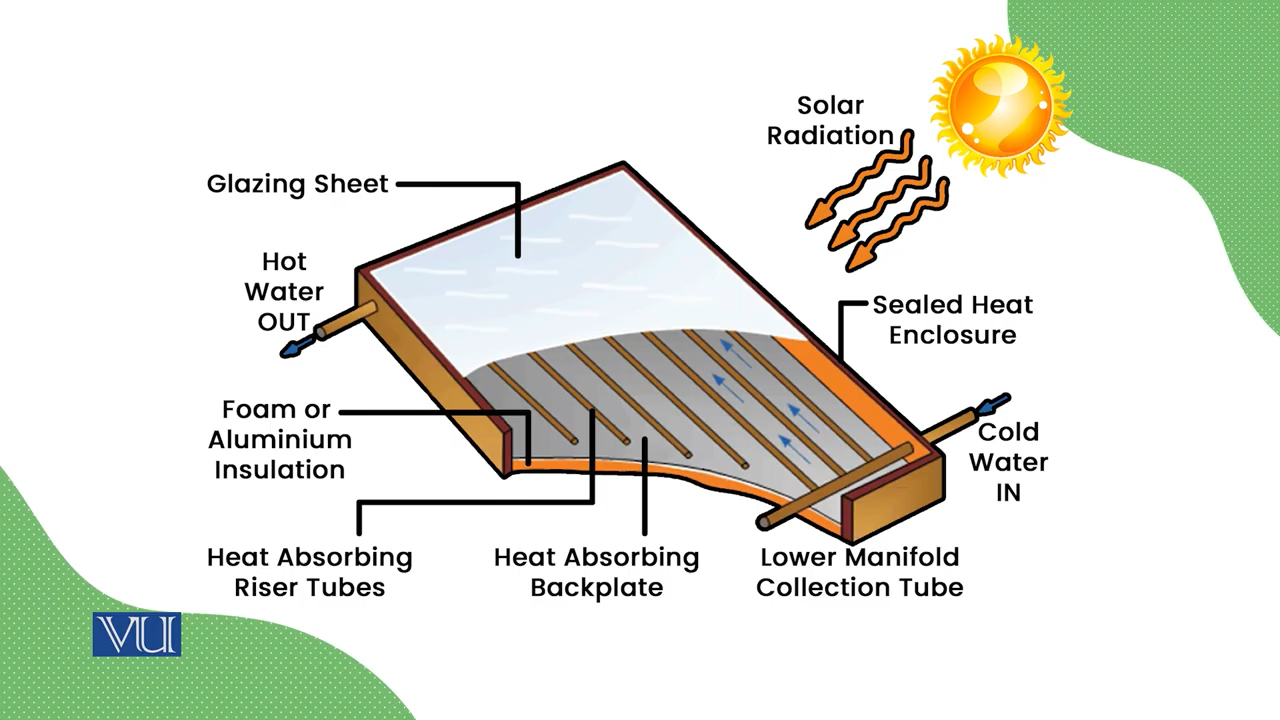 Solar
Radiation
Glazing Sheet
Hot
Water
OUT
Sealed Heat
Enclosure
Foam or
Aluminium
Insulation
Cold
Water
IN
Heat Absorbing
Riser Tubes
Heat Absorbing
Backplate
Lower Manifold
Collection Tube
VU